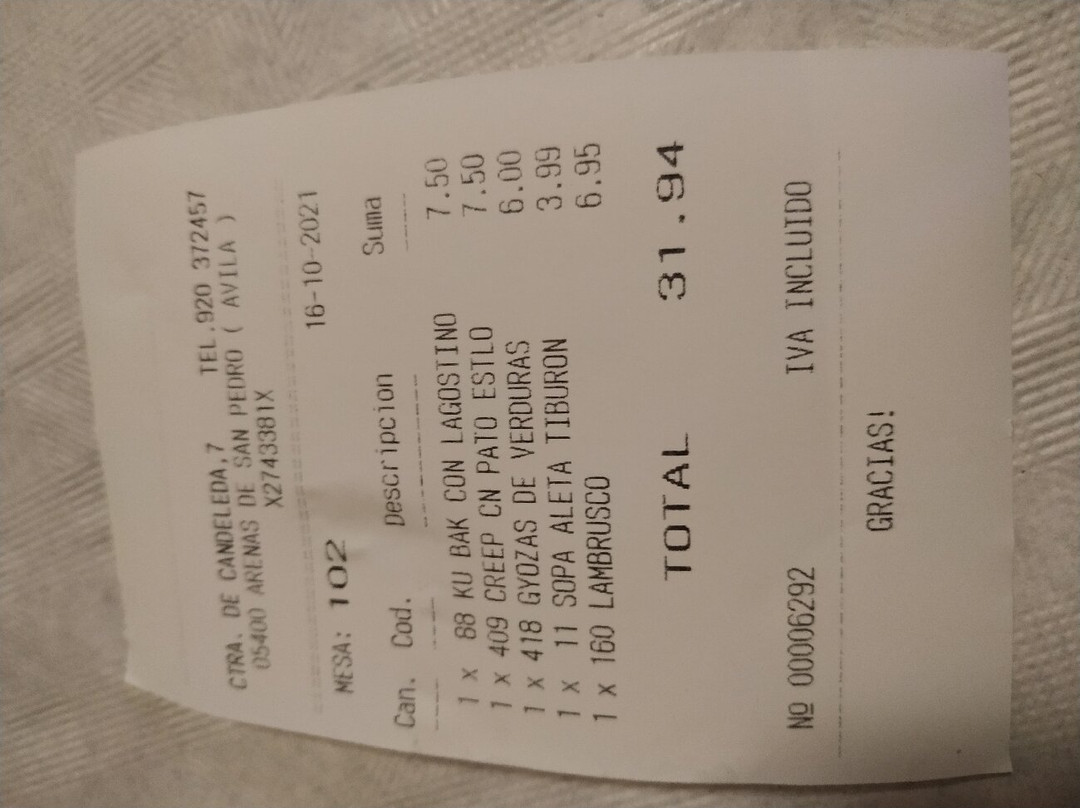 CTRA. DE CANDELEDA,7 TEL.920 372457
05400 ARENAS DE SAN PEDRO ( AVILA )
X2743381X
MESA: 102 16-10-2021
Can. Cod. Descripcion Suma
1 x 88 KU BAK CON LAGOSTINO 7.50
1 x 409 CREEP CN PATO ESTLO 7.50
1 x 418 GYOZAS DE VERDURAS 6.00
1 x 11 SOPA ALETA TIBURON 3.99
1 x 160 LAMBRUSCO 6.95
TOTAL 31.94
Nº 00006292 IVA INCLUIDO
GRACIAS!